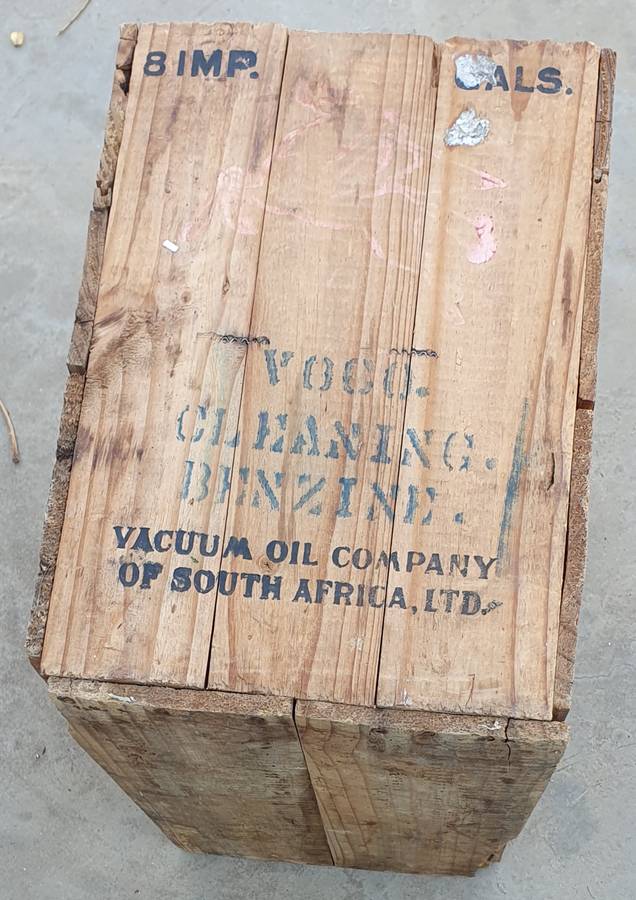 8 IMP. GALS.
VOCO.
CLEANING.
BENZINE.
VACUUM OIL COMPANY
OF SOUTH AFRICA, LTD.